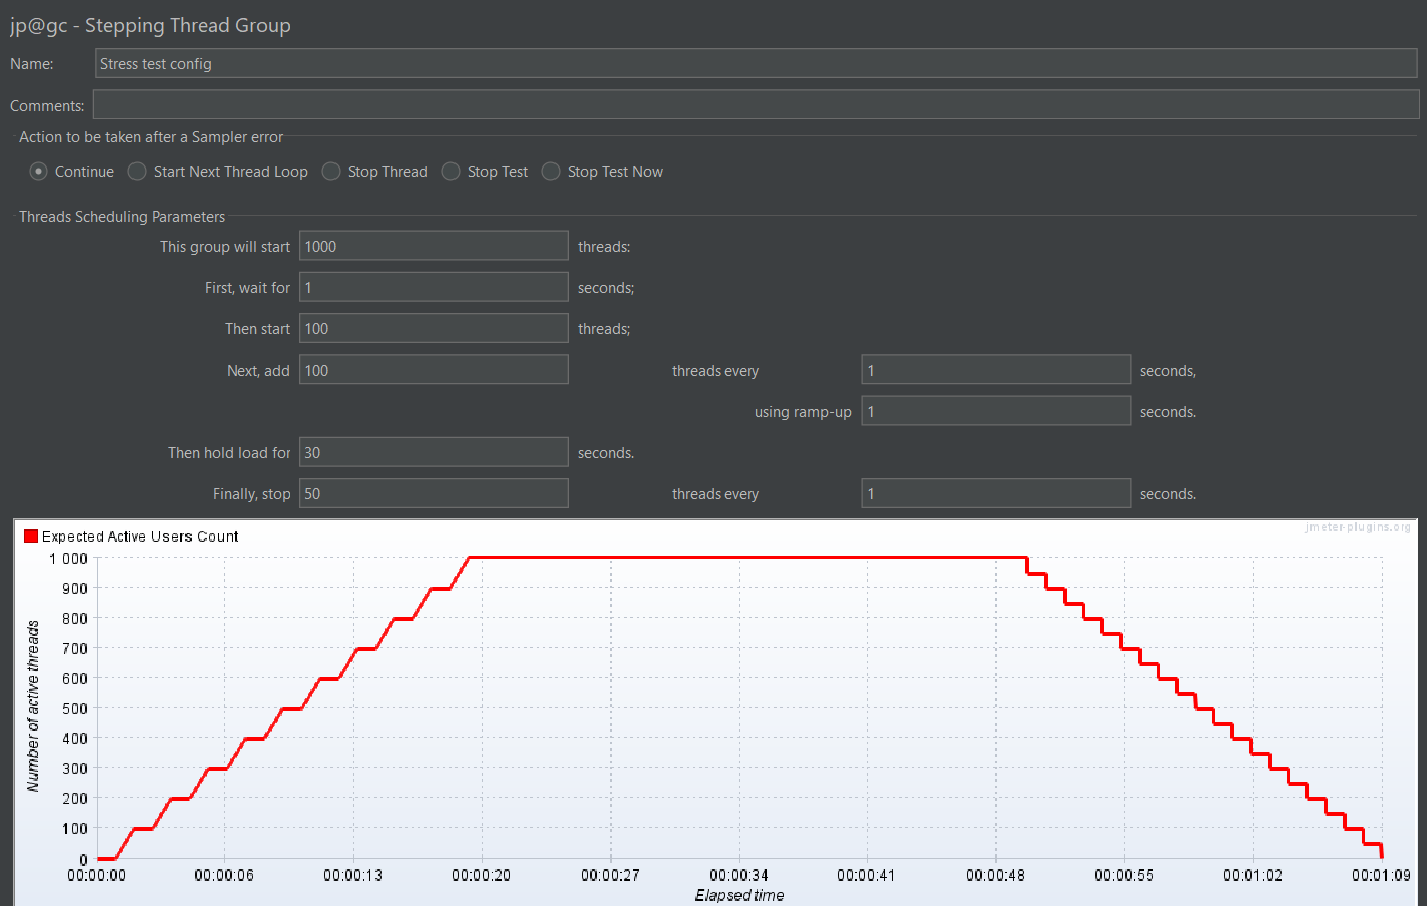 jp@gc - Stepping Thread Group
Name: Stress test config
Comments:
Action to be taken after a Sampler error
Continue Start Next Thread Loop Stop Thread Stop Test Stop Test Now
Threads Scheduling Parameters
This group will start 1000 threads:
First, wait for 1 seconds;
Then start 100 threads;
Next, add 100 threads every 1 seconds,
using ramp-up 1 seconds.
Then hold load for 30 seconds.
Finally, stop 50 threads every 1 seconds.
jmeter-plugins.org
Expected Active Users Count
Number of active threads
1 000
900
800
700
600
500
400
300
200
100
0
00:00:00 00:00:06 00:00:13 00:00:20 00:00:27 00:00:34 00:00:41 00:00:48 00:00:55 00:01:02 00:01:09
Elapsed time